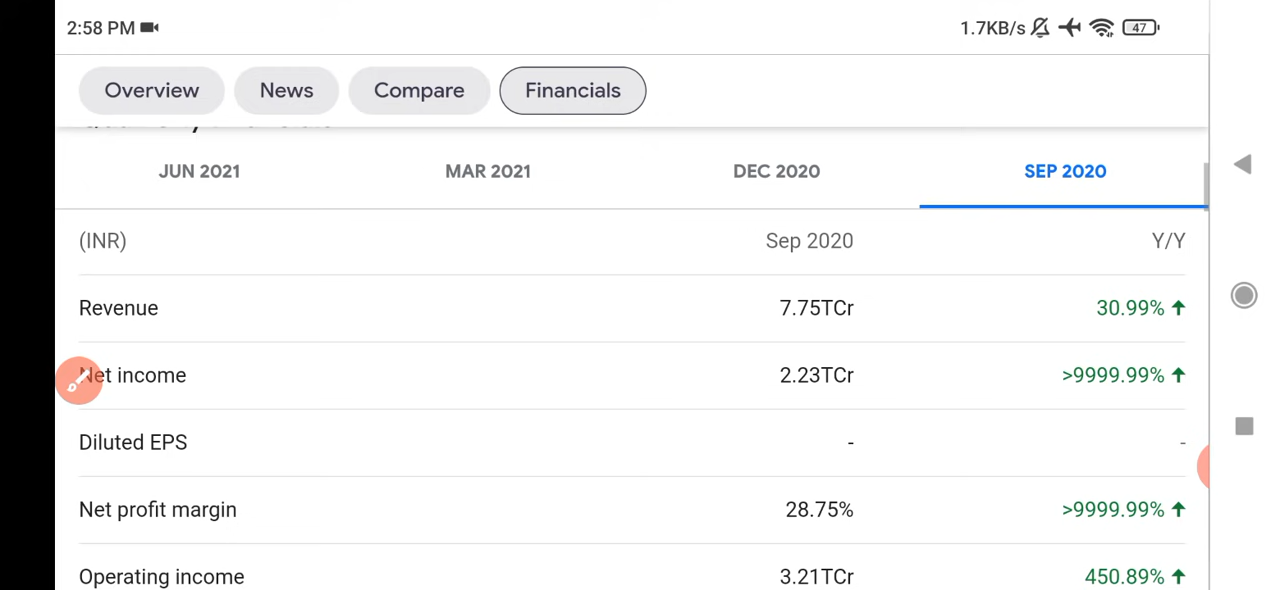 2:58 PM 1.7KB/s 47
Overview News Compare Financials
JUN 2021 MAR 2021 DEC 2020 SEP 2020
(INR) Sep 2020 Y/Y
Revenue 7.75TCr 30.99%
Net income 2.23TCr >9999.99%
Diluted EPS - -
Net profit margin 28.75% >9999.99%
Operating income 3.21TCr 450.89%